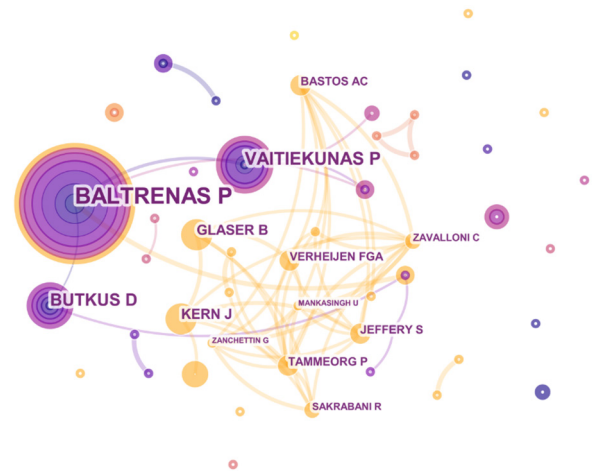 BASTOS AC
VAITIEKUNAS P
BALTRENAS P
GLASER B
ZAVALLONI C
VERHEIJEN FGA
BUTKUS D
MANKASINGH U
KERN J
JEFFERY S
ZANCHETTIN G
TAMMEORG P
SAKRABANI R